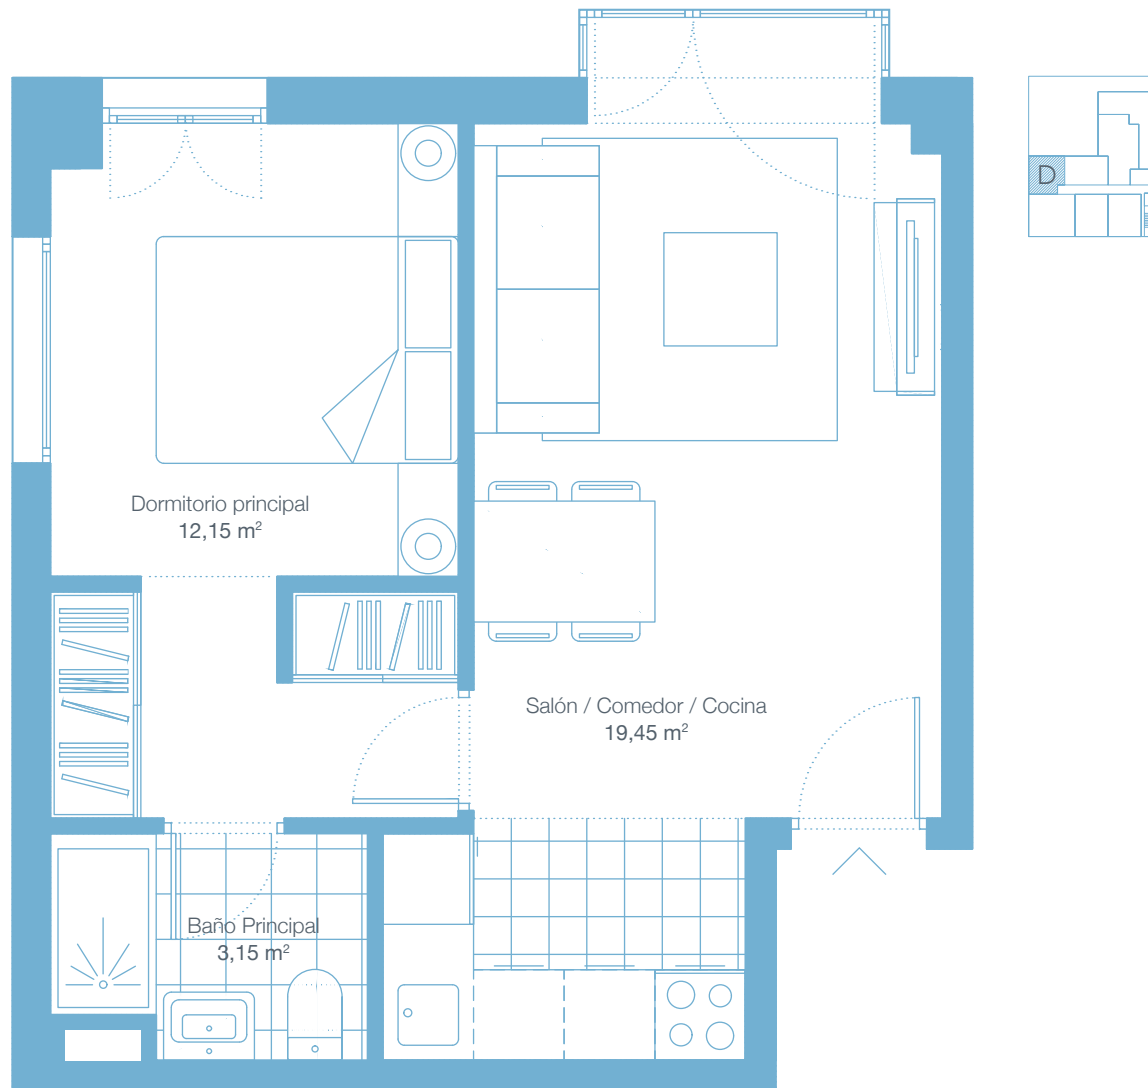 D
Dormitorio principal
12,15 m²
Salón / Comedor / Cocina
19,45 m²
Baño Principal
3,15 m²